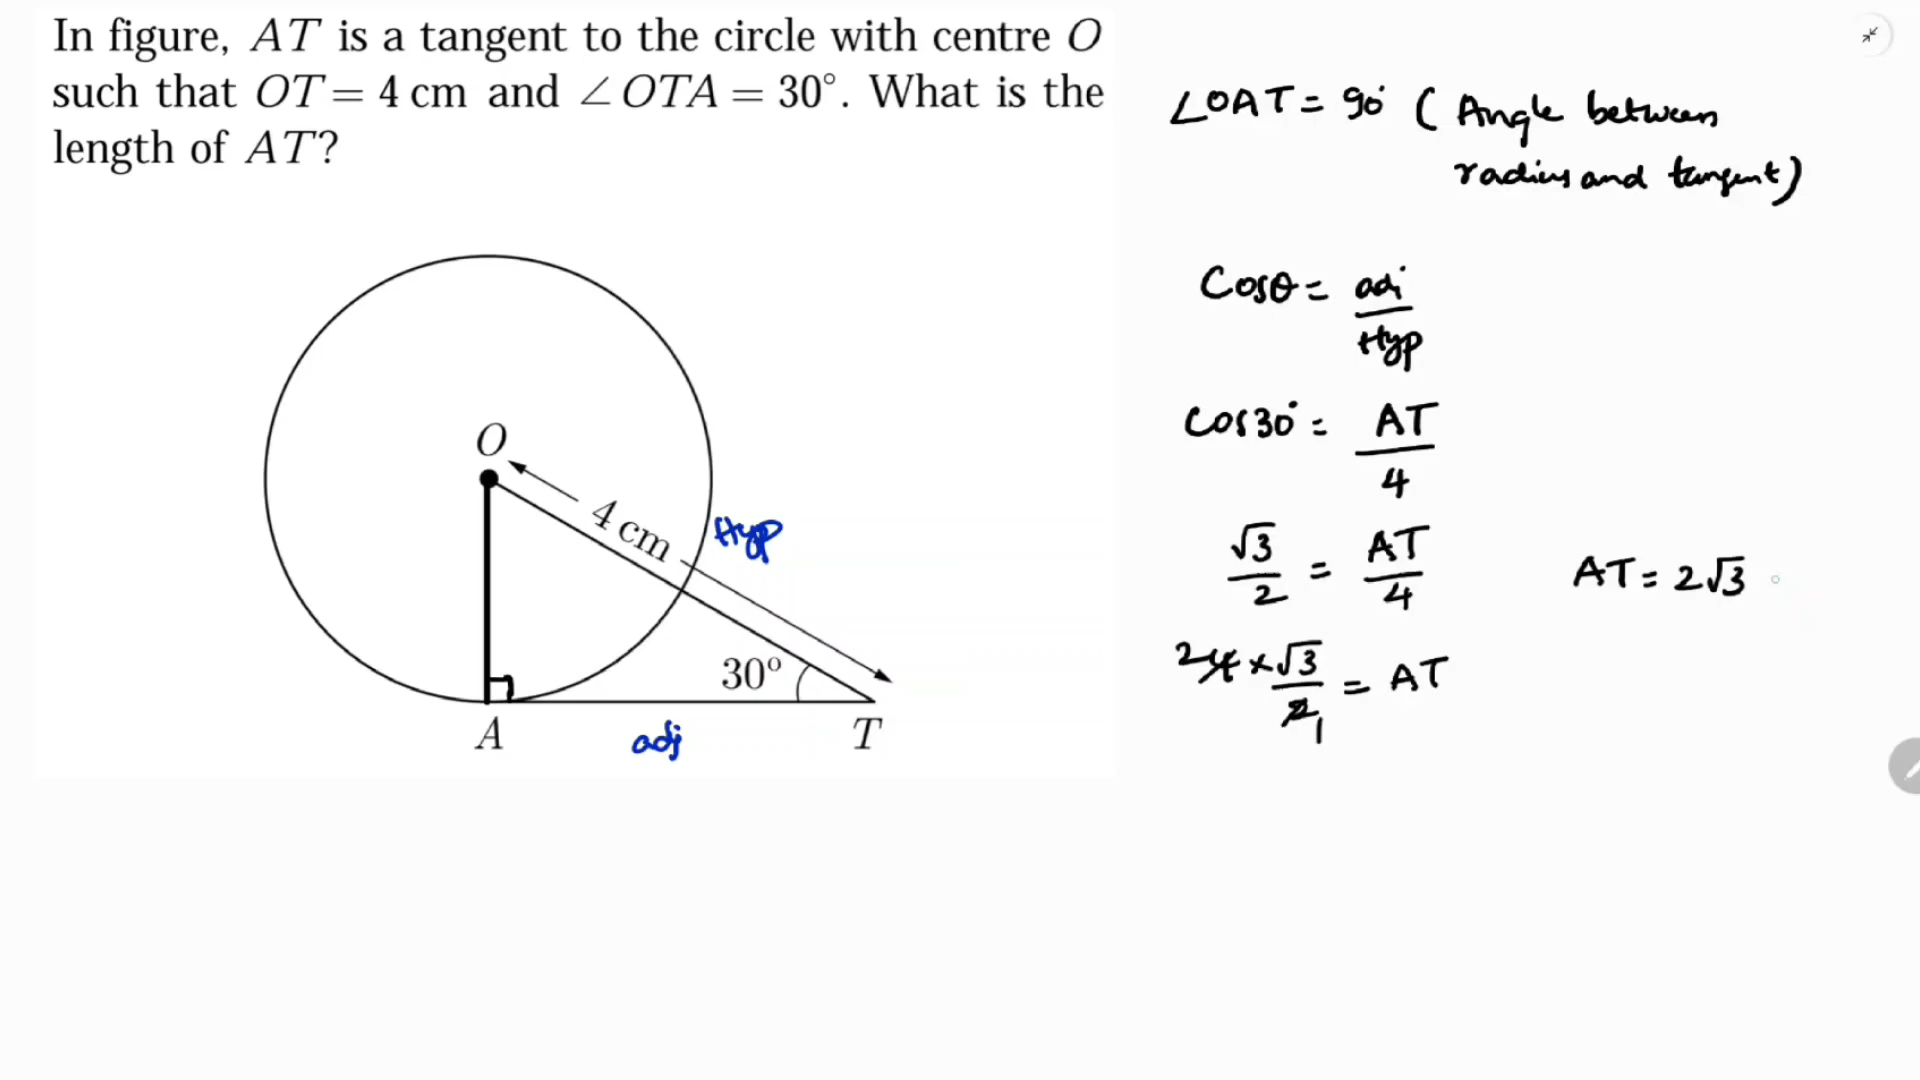 In figure, AT is a tangent to the circle with centre O
such that OT = 4 cm and ∠OTA = 30°. What is the
length of AT?
O
4 cm
Hyp
30°
A
adj
T
∠OAT = 90° ( Angle between
radius and tangent)
Cosθ = adj
Hyp
Cos30° = AT
4
√3/2 = AT/4
AT = 2√3
2 4 × √3/2 1 = AT